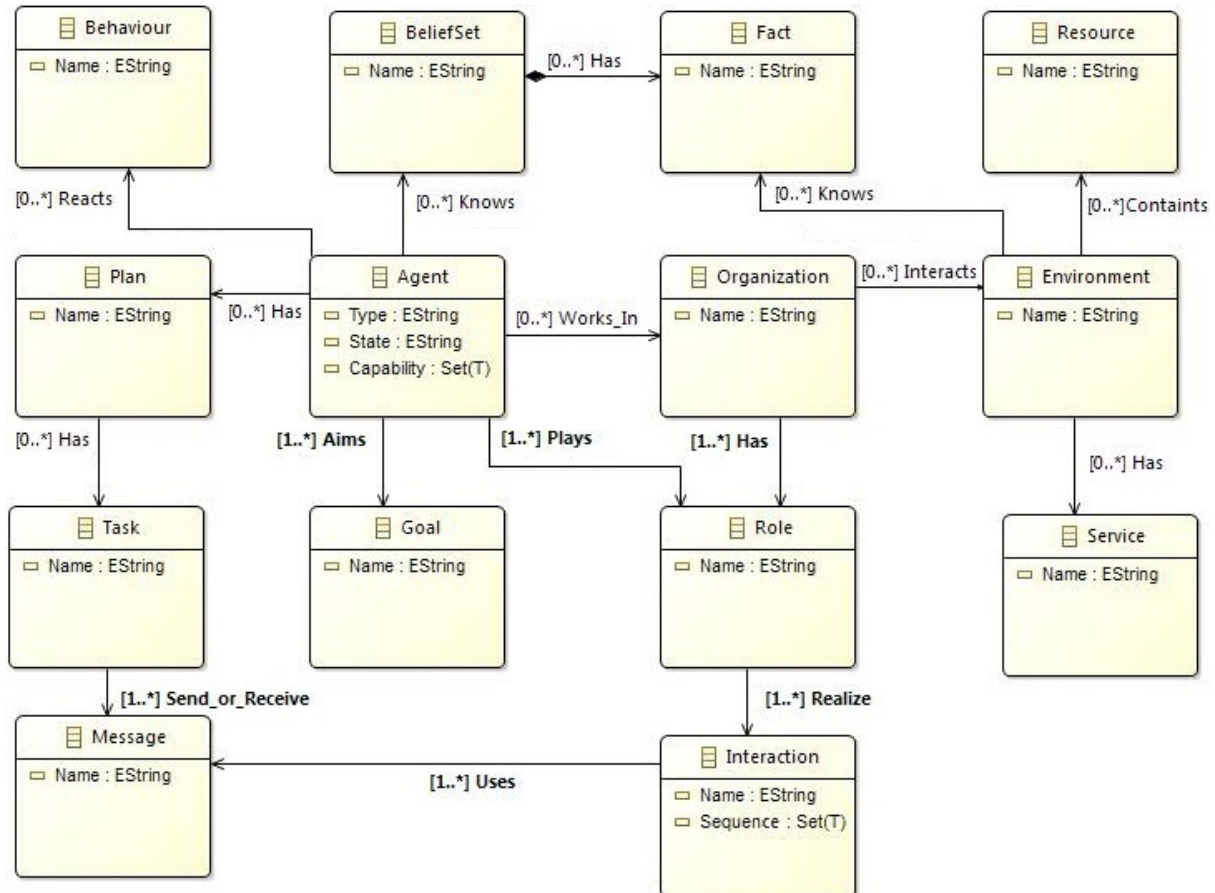 Behaviour
Name : EString
BeliefSet
Name : EString
[0..*] Has
Fact
Name : EString
Resource
Name : EString
[0..*] Reacts
[0..*] Knows
[0..*] Knows
[0..*]Containts
Plan
Name : EString
[0..*] Has
Agent
Type : EString
State : EString
Capability : Set(T)
[0..*] Works_In
Organization
Name : EString
[0..*] Interacts
Environment
Name : EString
[0..*] Has
[1..*] Aims
[1..*] Plays
[1..*] Has
[0..*] Has
Task
Name : EString
Goal
Name : EString
Role
Name : EString
Service
Name : EString
[1..*] Send_or_Receive
[1..*] Realize
Message
Name : EString
[1..*] Uses
Interaction
Name : EString
Sequence : Set(T)